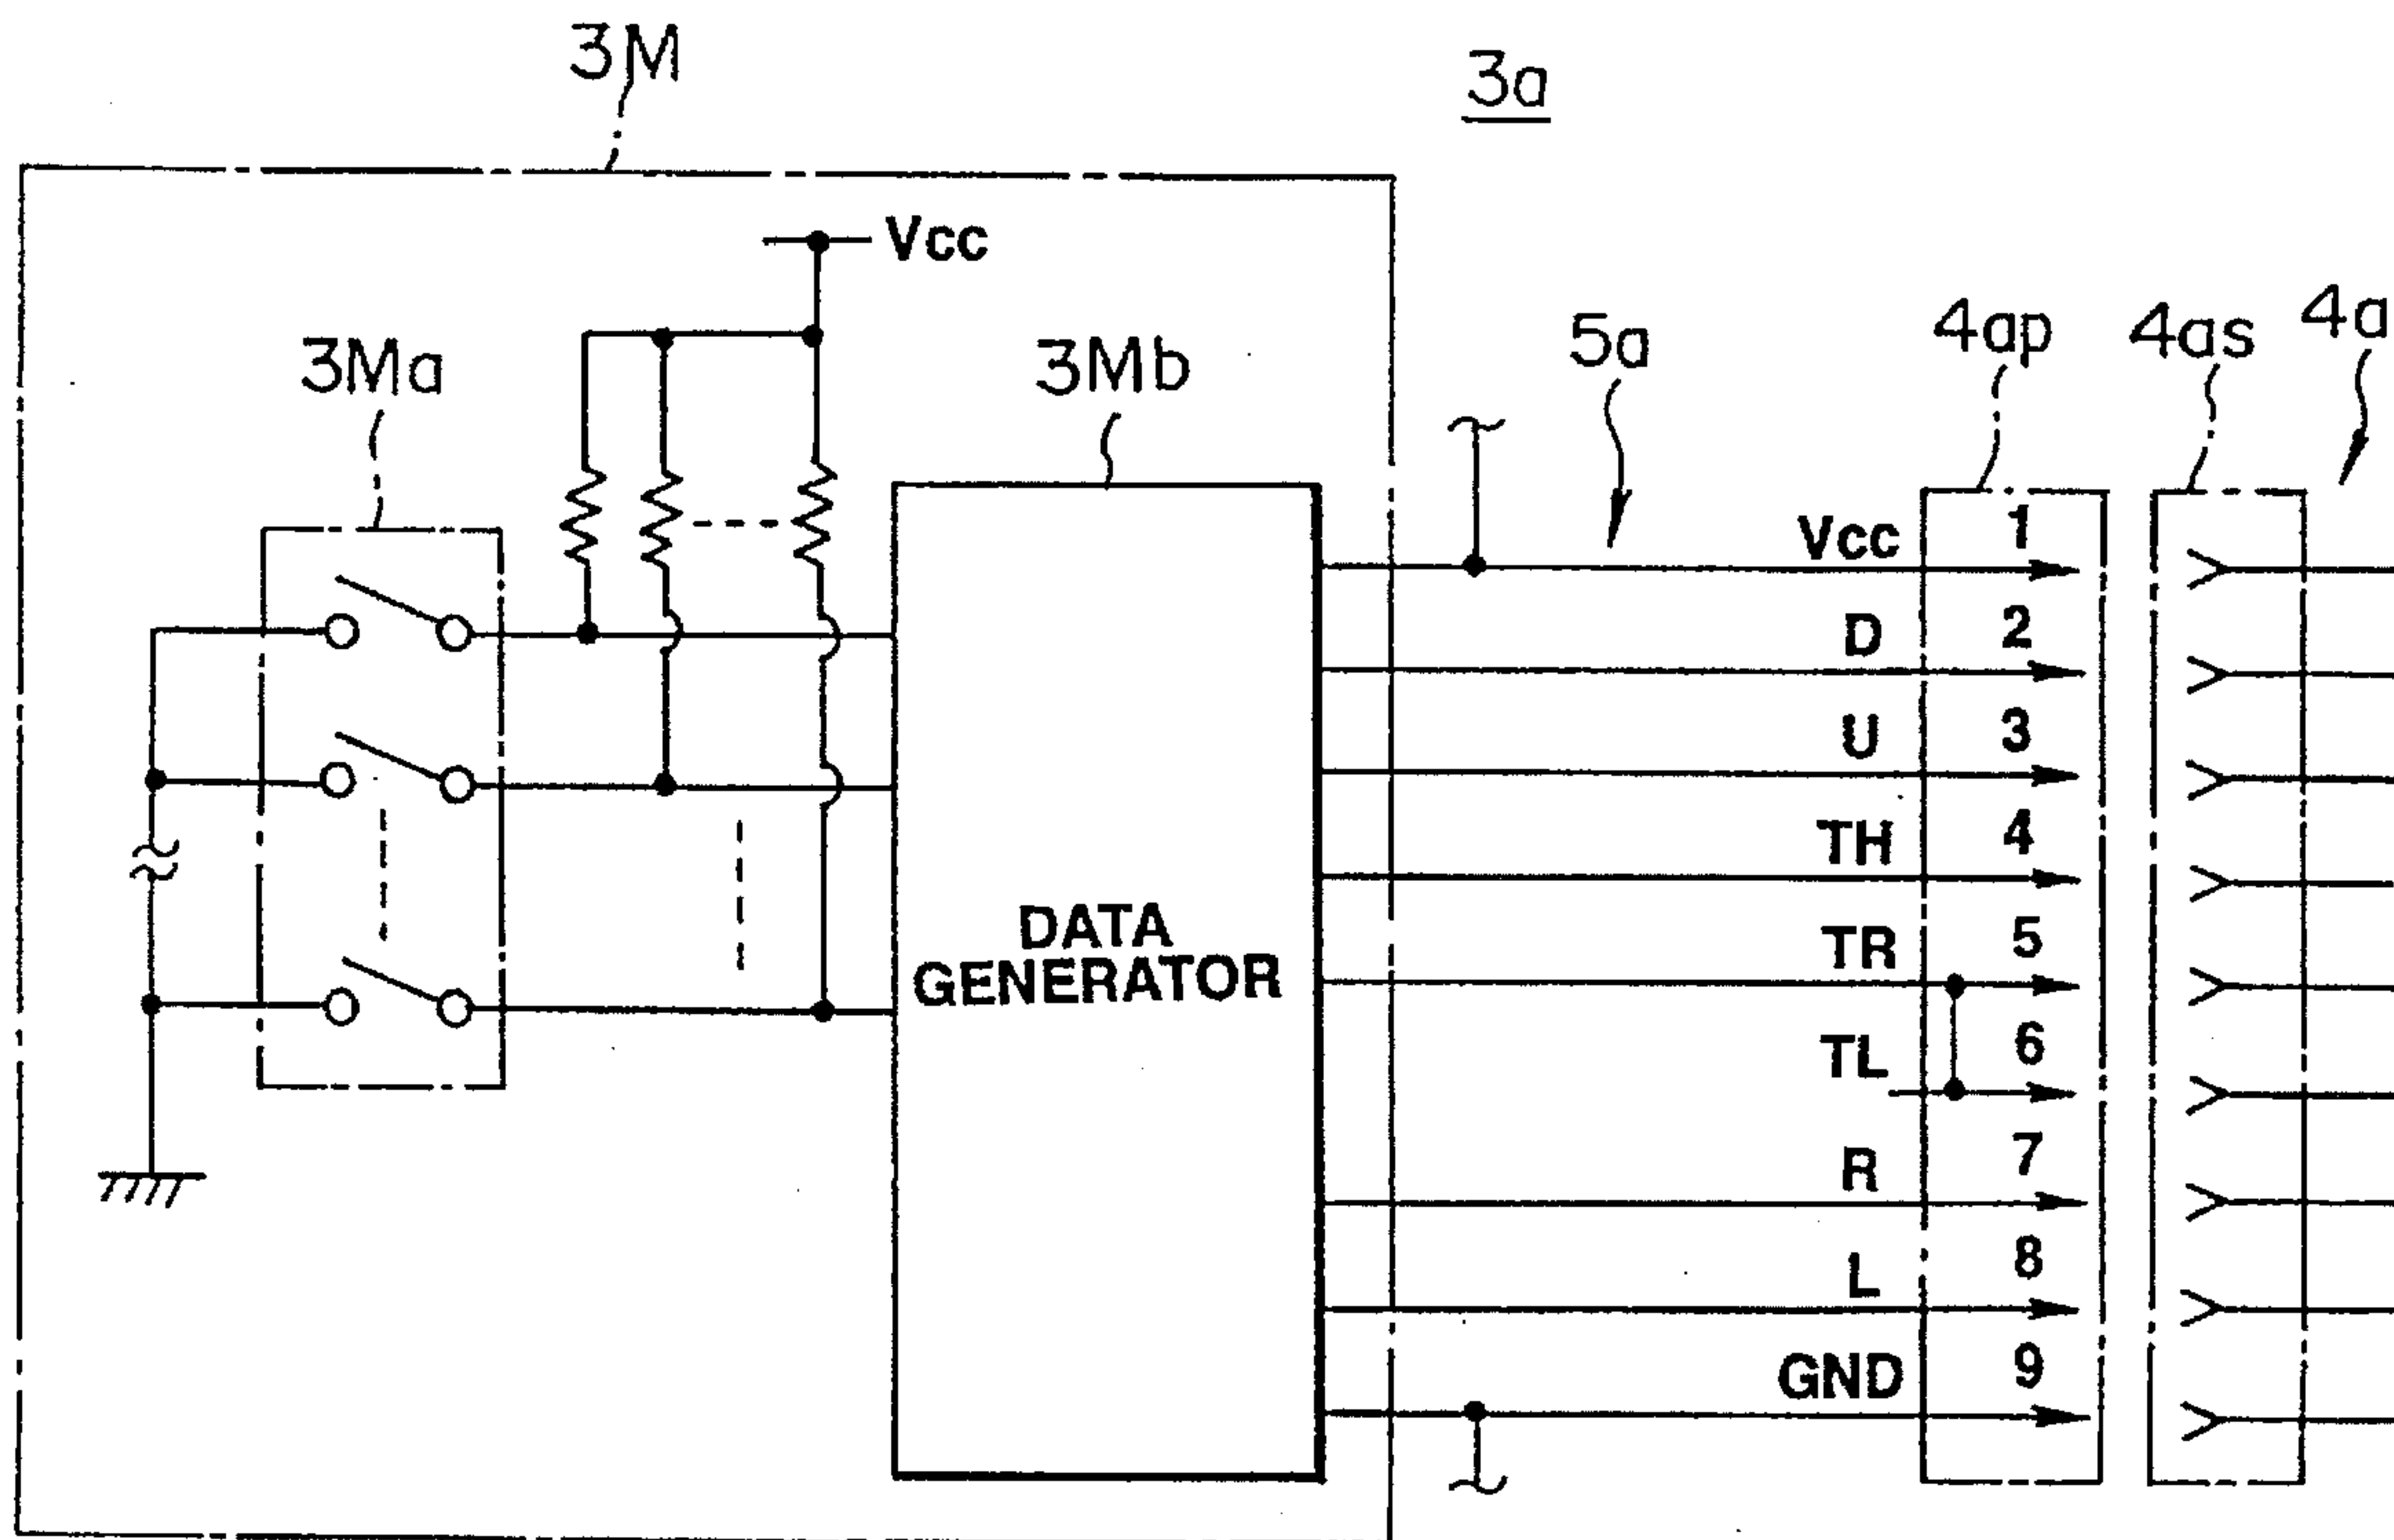 3M
3a
Vcc
3Ma
3Mb
5a
4ap
4as
4a
Vcc 1
D 2
U 3
TH 4
TR 5
TL 6
R 7
L 8
GND 9
DATA
GENERATOR